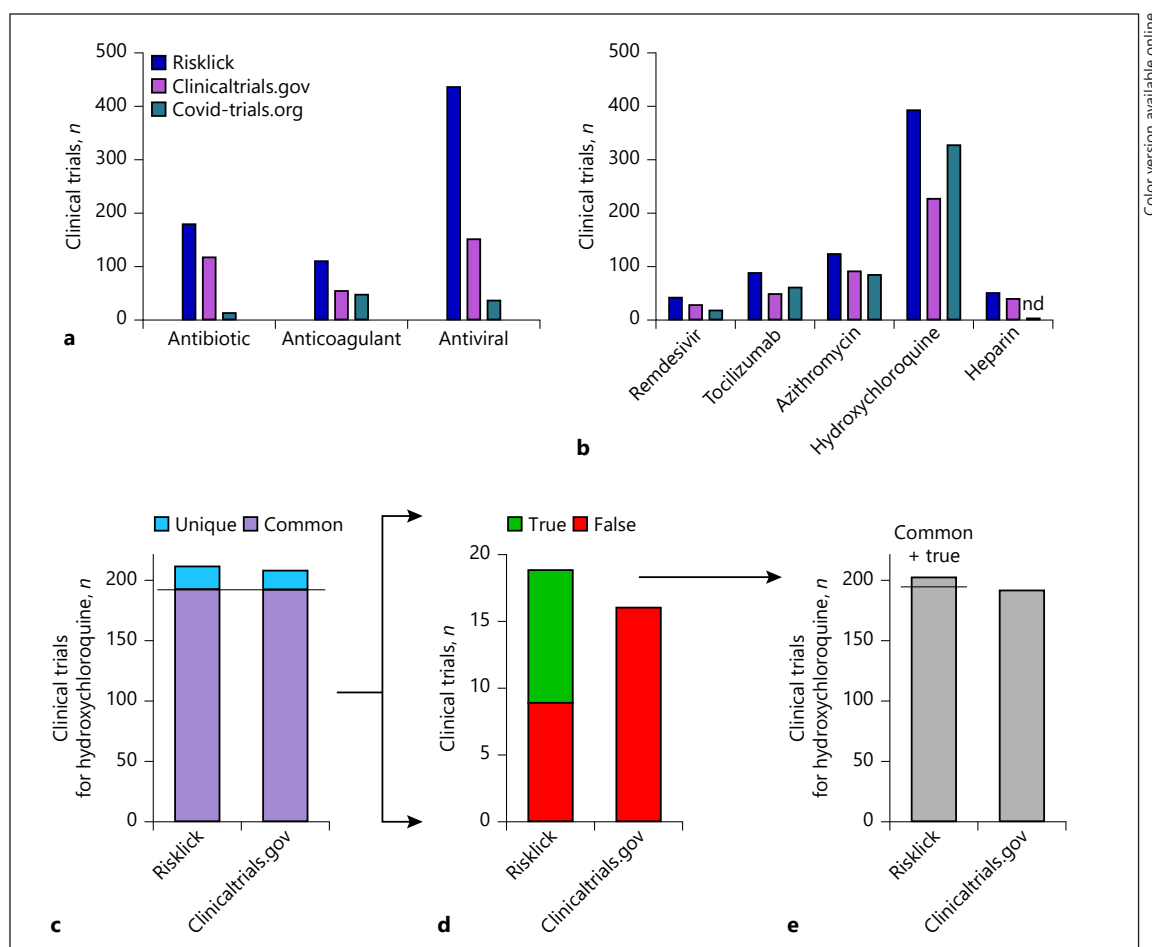 500
400
300
200
100
0
Clinical trials, n
Risklick
Clinicaltrials.gov
Covid-trials.org
Antibiotic
Anticoagulant
Antiviral
a
500
400
300
200
100
0
Clinical trials, n
nd
Remdesivir
Tocilizumab
Azithromycin
Hydroxychloroquine
Heparin
b
Color version available online
Unique Common
200
150
100
50
0
Clinical trials
for hydroxychloroquine, n
Risklick
Clinicaltrials.gov
c
True False
20
15
10
5
0
Clinical trials, n
Risklick
Clinicaltrials.gov
d
Common
+ true
200
150
100
50
0
Clinical trials
for hydroxychloroquine, n
Risklick
Clinicaltrials.gov
e